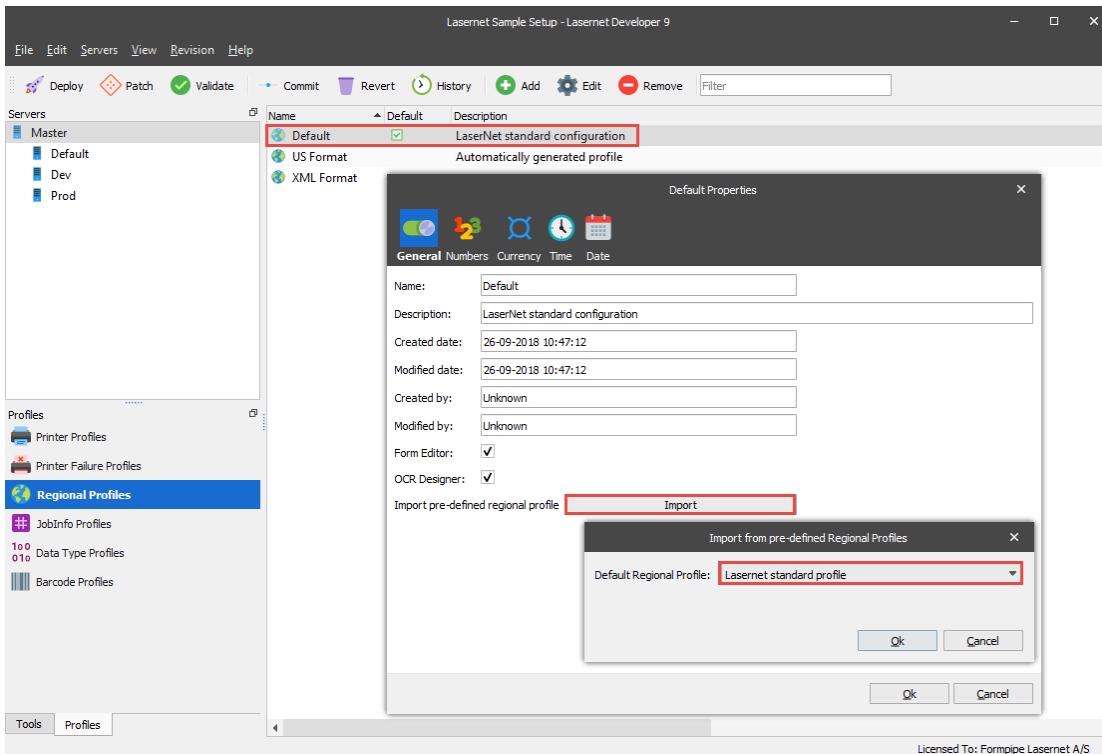 Lasernet Sample Setup - Lasernet Developer 9
File Edit Servers View Revision Help
Deploy Patch Validate Commit Revert History Add Edit Remove Filter
Servers
Master
Default
Dev
Prod
Name Default Description
Default LaserNet standard configuration
US Format Automatically generated profile
XML Format
Default Properties
General Numbers Currency Time Date
Name: Default
Description: LaserNet standard configuration
Created date: 26-09-2018 10:47:12
Modified date: 26-09-2018 10:47:12
Created by: Unknown
Modified by: Unknown
Form Editor:
OCR Designer:
Import pre-defined regional profile Import
Import from pre-defined Regional Profiles
Default Regional Profile: Lasernet standard profile
Ok Cancel
Ok Cancel
Profiles
Printer Profiles
Printer Failure Profiles
Regional Profiles
JobInfo Profiles
Data Type Profiles
Barcode Profiles
Tools Profiles
Licensed To: Formpipe Lasernet A/S